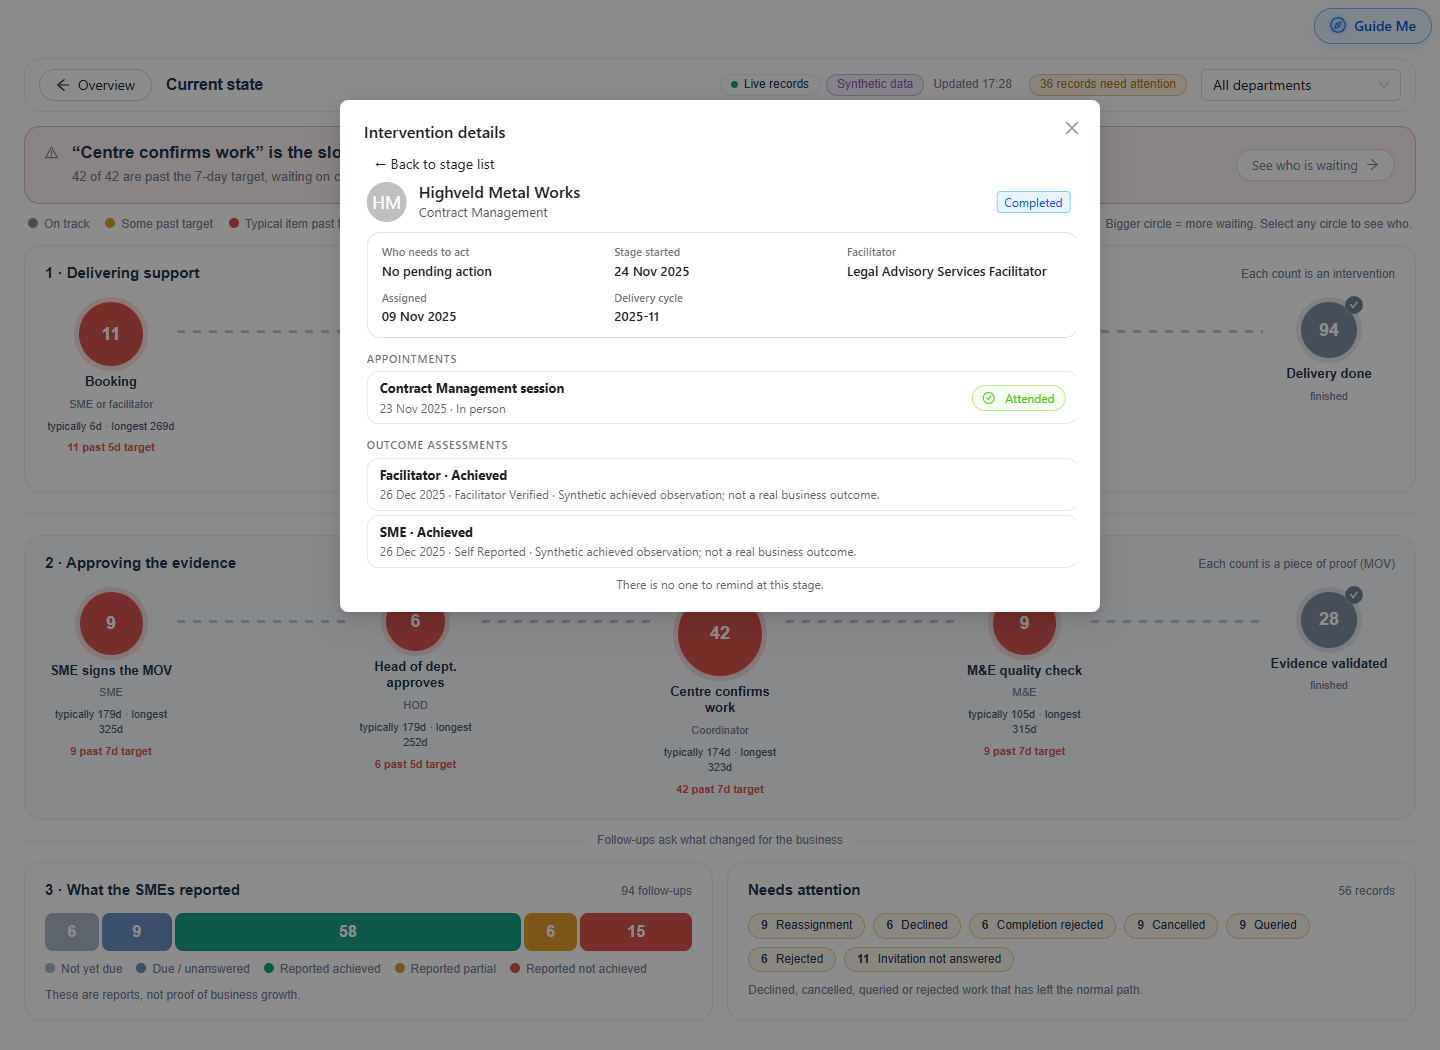 Guide Me
← Overview
Current state
Live records
Synthetic data
Updated 17:28
36 records need attention
All departments
“Centre confirms work” is the slo
42 of 42 are past the 7-day target, waiting on c
See who is waiting →
On track
Some past target
Typical item past t
Bigger circle = more waiting. Select any circle to see who.
Intervention details
← Back to stage list
HM
Highveld Metal Works
Contract Management
Completed
Who needs to act
No pending action
Stage started
24 Nov 2025
Facilitator
Legal Advisory Services Facilitator
Assigned
09 Nov 2025
Delivery cycle
2025-11
APPOINTMENTS
Contract Management session
23 Nov 2025 · In person
Attended
OUTCOME ASSESSMENTS
Facilitator · Achieved
26 Dec 2025 · Facilitator Verified · Synthetic achieved observation; not a real business outcome.
SME · Achieved
26 Dec 2025 · Self Reported · Synthetic achieved observation; not a real business outcome.
There is no one to remind at this stage.
1 · Delivering support
Each count is an intervention
11
Booking
SME or facilitator
typically 6d · longest 269d
11 past 5d target
94
Delivery done
finished
2 · Approving the evidence
Each count is a piece of proof (MOV)
9
SME signs the MOV
SME
typically 179d · longest
325d
9 past 7d target
6
Head of dept.
approves
HOD
typically 179d · longest
252d
6 past 5d target
42
Centre confirms
work
Coordinator
typically 174d · longest
323d
42 past 7d target
9
M&E quality check
M&E
typically 105d · longest
315d
9 past 7d target
28
Evidence validated
finished
Follow-ups ask what changed for the business
3 · What the SMEs reported
94 follow-ups
6
9
58
6
15
Not yet due
Due / unanswered
Reported achieved
Reported partial
Reported not achieved
These are reports, not proof of business growth.
Needs attention
56 records
9 Reassignment
6 Declined
6 Completion rejected
9 Cancelled
9 Queried
6 Rejected
11 Invitation not answered
Declined, cancelled, queried or rejected work that has left the normal path.